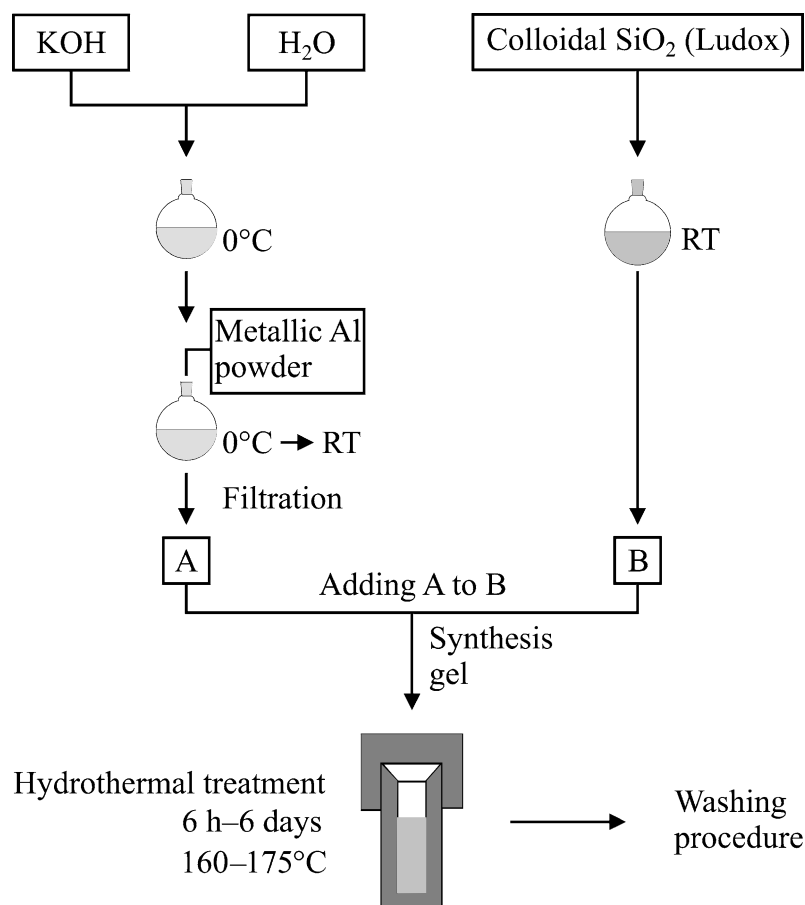 KOH
H₂O
Colloidal SiO₂ (Ludox)
0°C
RT
Metallic Al
powder
0°C → RT
Filtration
A
B
Adding A to B
Synthesis
gel
Hydrothermal treatment
6 h–6 days
160–175°C
Washing
procedure